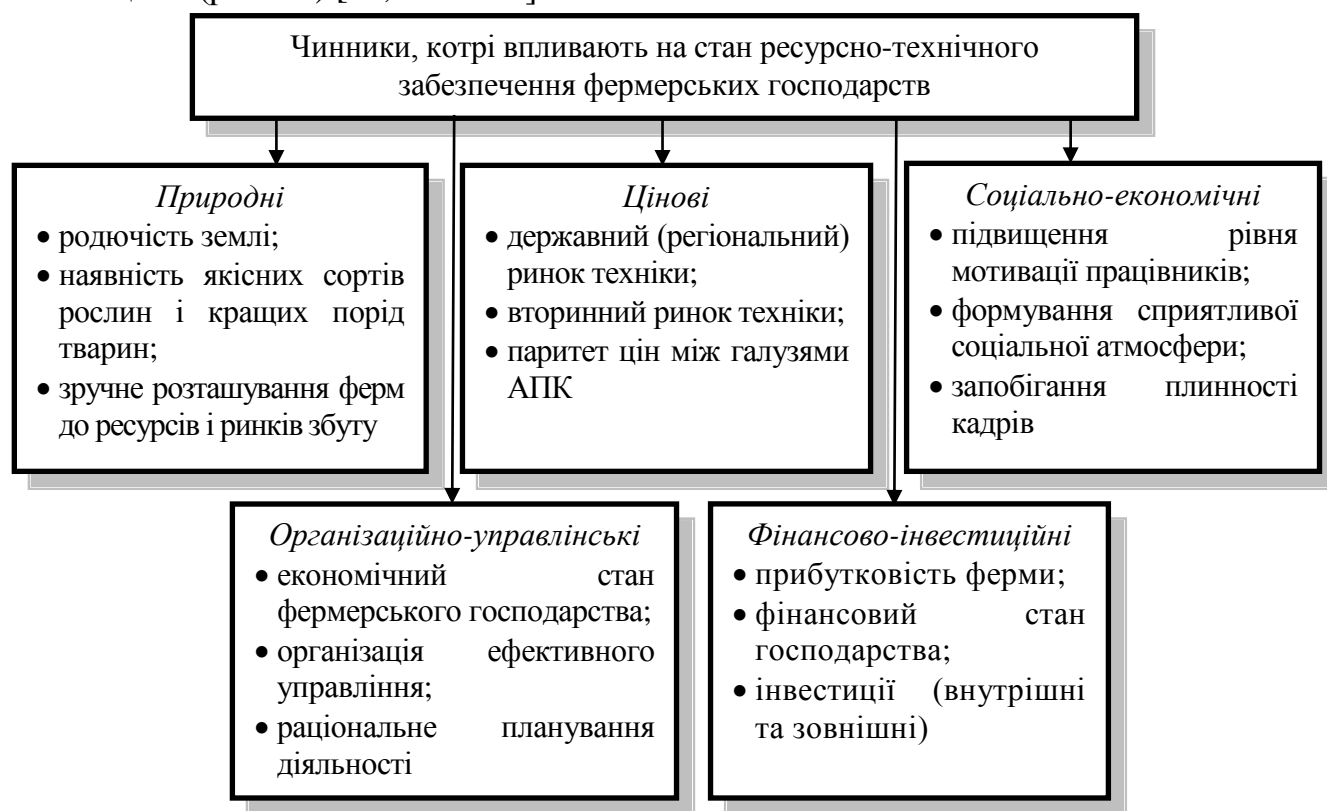 Чинники, котрі впливають на стан ресурсно-технічного
забезпечення фермерських господарств
Природні
• родючість землі;
• наявність якісних сортів
рослин і кращих порід
тварин;
• зручне розташування ферм
до ресурсів і ринків збуту
Цінові
• державний (регіональний)
ринок техніки;
• вторинний ринок техніки;
• паритет цін між галузями
АПК
Соціально-економічні
• підвищення рівня
мотивації працівників;
• формування сприятливої
соціальної атмосфери;
• запобігання плинності
кадрів
Організаційно-управлінські
• економічний стан
фермерського господарства;
• організація ефективного
управління;
• раціональне планування
діяльності
Фінансово-інвестиційні
• прибутковість ферми;
• фінансовий стан
господарства;
• інвестиції (внутрішні
та зовнішні)